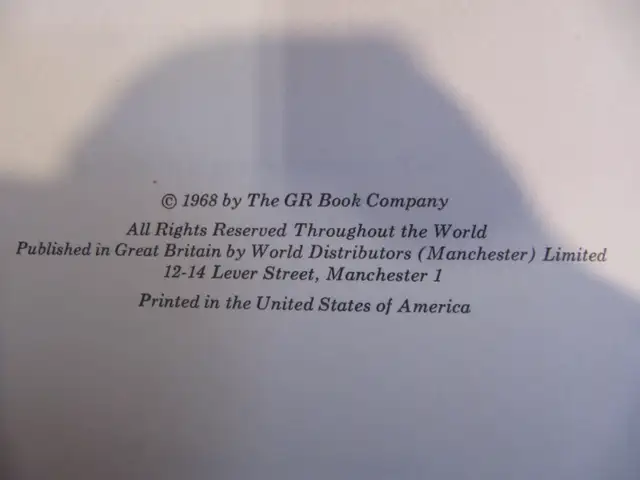 © 1968 by The GR Book Company
All Rights Reserved Throughout the World
Published in Great Britain by World Distributors (Manchester) Limited
12-14 Lever Street, Manchester 1
Printed in the United States of America